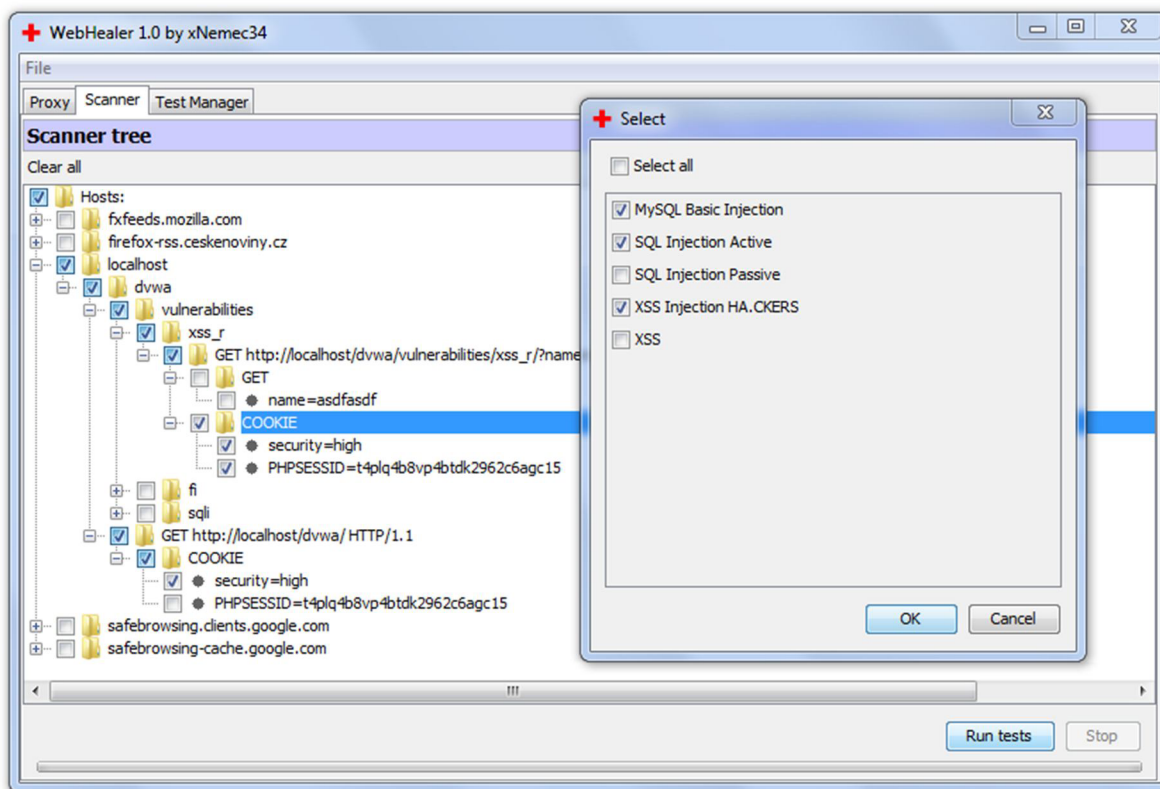 WebHealer 1.0 by xNemec34
File
Proxy Scanner Test Manager
Scanner tree
Clear all
Hosts:
fxfeeds.mozilla.com
firefox-rss.ceskenoviny.cz
localhost
dvwa
vulnerabilities
xss_r
GET http://localhost/dvwa/vulnerabilities/xss_r/?name
GET
name=asdfasdf
COOKIE
security=high
PHPSESSID=t4plq4b8vp4btdk2962c6agc15
fi
sqli
GET http://localhost/dvwa/ HTTP/1.1
COOKIE
security=high
PHPSESSID=t4plq4b8vp4btdk2962c6agc15
safebrowsing.clients.google.com
safebrowsing-cache.google.com
Run tests Stop
Select
Select all
MySQL Basic Injection
SQL Injection Active
SQL Injection Passive
XSS Injection HA.CKERS
XSS
OK Cancel